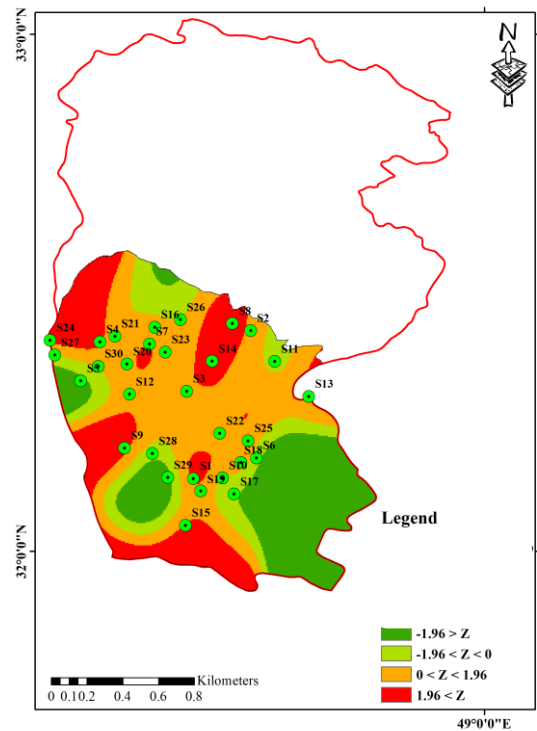 33°0'0"N
N
S8
S26
S2
S16
S21
S24
S4
S7
S27
S23
S20
S30
S14
S11
S12
S3
S13
S22
S25
S9
S28
S6
S18
S29
S1
S10
S19
S17
S15
Legend
32°0'0"N
-1.96 > Z
-1.96 < Z < 0
0 < Z < 1.96
1.96 < Z
Kilometers
0 0.10.2 0.4 0.6 0.8
49°0'0"E